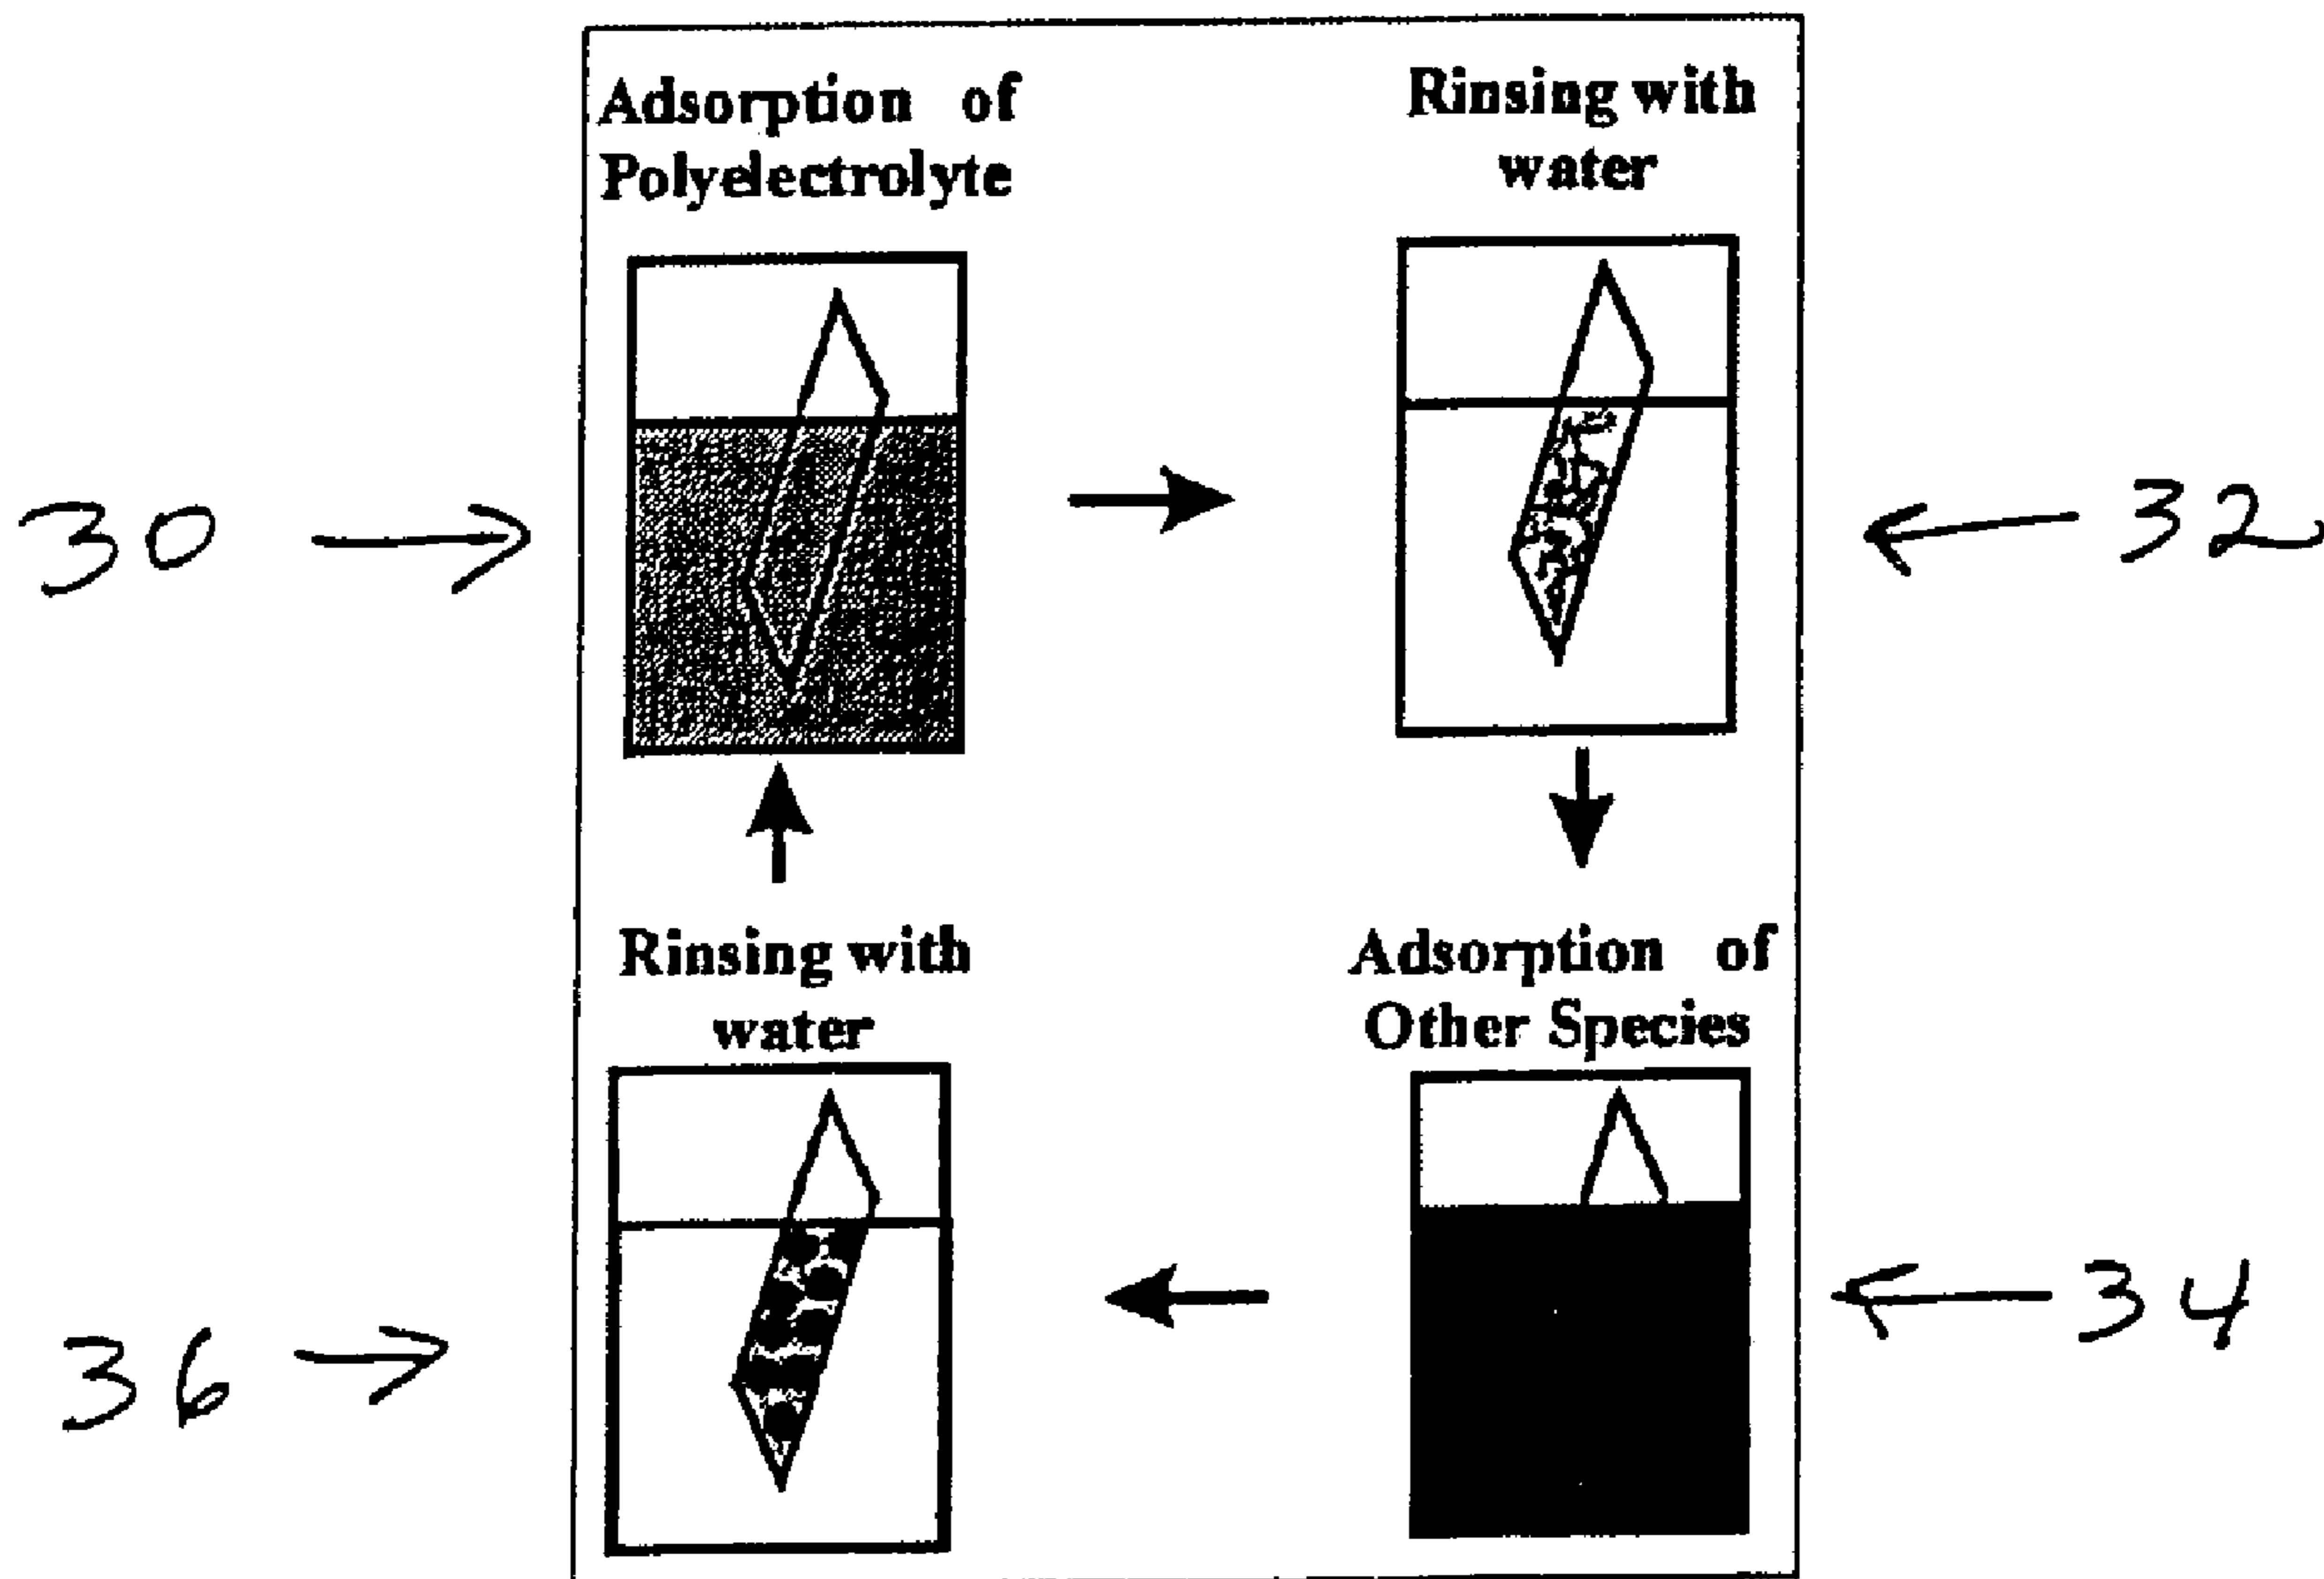 Adsorption of
Polyelectrolyte
Rinsing with
water
30
32
Rinsing with
water
Adsorption of
Other Species
36
34